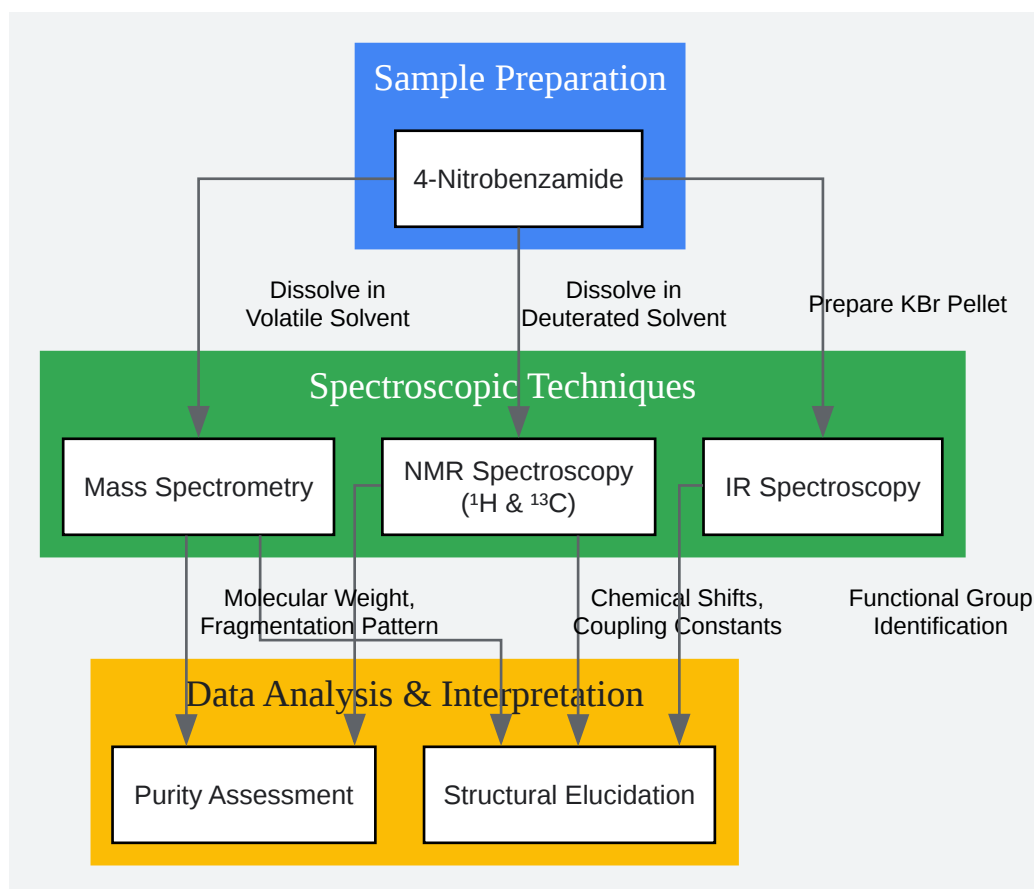 Sample Preparation
4-Nitrobenzamide
Dissolve in
Volatile Solvent
Dissolve in
Deuterated Solvent
Prepare KBr Pellet
Spectroscopic Techniques
Mass Spectrometry
NMR Spectroscopy
(¹H & ¹³C)
IR Spectroscopy
Molecular Weight,
Fragmentation Pattern
Chemical Shifts,
Coupling Constants
Functional Group
Identification
Data Analysis & Interpretation
Purity Assessment
Structural Elucidation